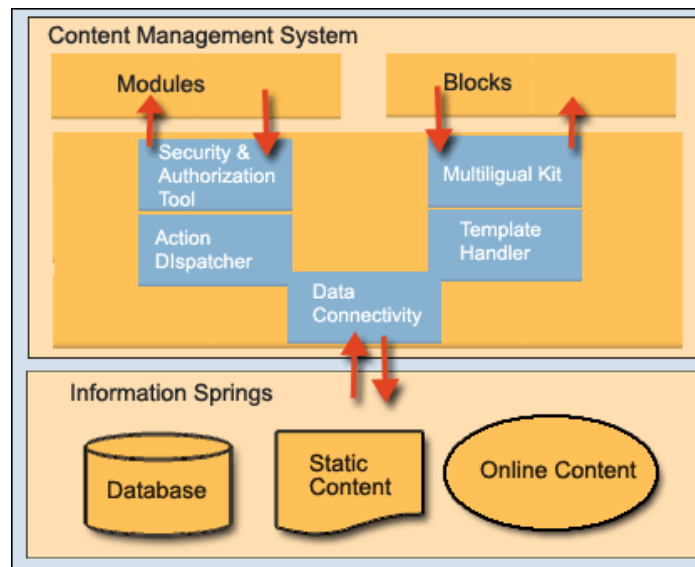 Content Management System
Modules
Blocks
Security &
Authorization
Tool
Multiligual Kit
Action
DIspatcher
Template
Handler
Data
Connectivity
Information Springs
Database
Static
Content
Online Content